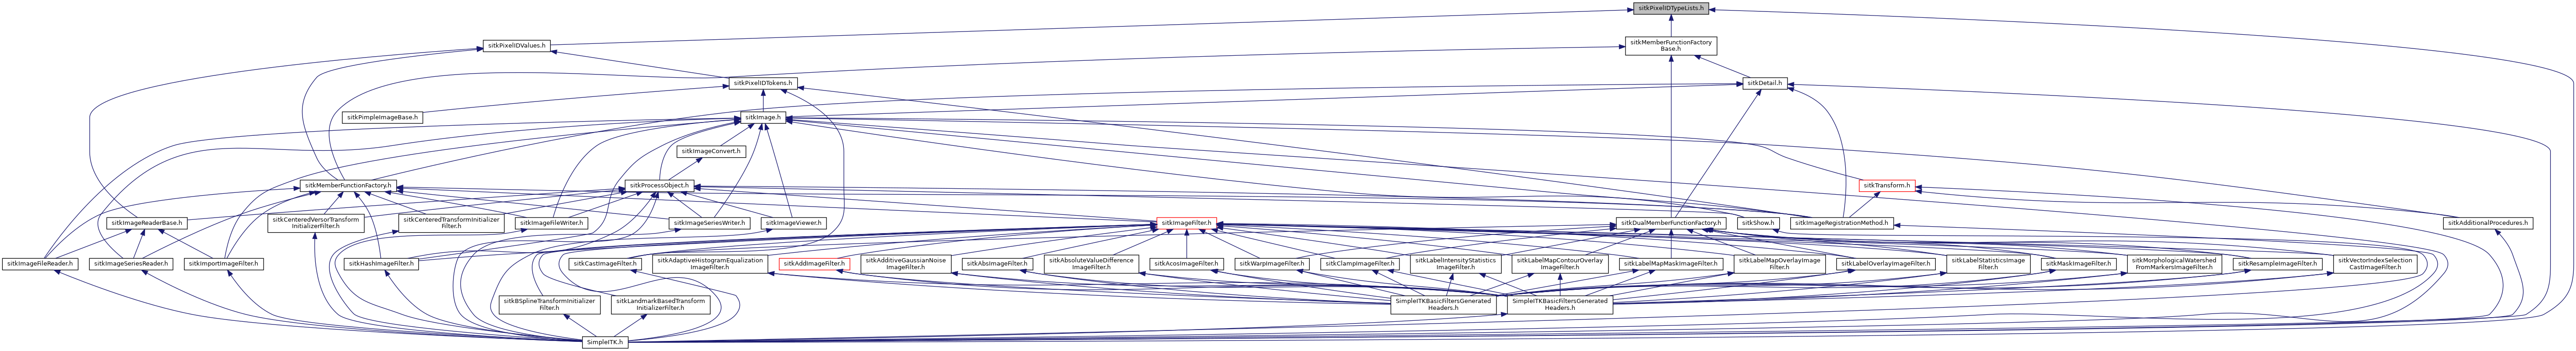 sitkPixelIDTypeLists.h
sitkPixelIDValues.h
sitkMemberFunctionFactory
Base.h
sitkPixelIDTokens.h
sitkDetail.h
sitkPimpleImageBase.h
sitkImage.h
sitkImageConvert.h
sitkMemberFunctionFactory.h
sitkProcessObject.h
sitkTransform.h
sitkImageReaderBase.h
sitkCenteredVersorTransform
InitializerFilter.h
sitkCenteredTransformInitializer
Filter.h
sitkImageFileWriter.h
sitkImageSeriesWriter.h
sitkImageViewer.h
sitkImageFilter.h
sitkDualMemberFunctionFactory.h
sitkShow.h
sitkImageRegistrationMethod.h
sitkAdditionalProcedures.h
sitkImageFileReader.h
sitkImageSeriesReader.h
sitkImportImageFilter.h
sitkHashImageFilter.h
sitkCastImageFilter.h
sitkAdaptiveHistogramEqualization
ImageFilter.h
sitkAddImageFilter.h
sitkAdditiveGaussianNoise
ImageFilter.h
sitkAbsImageFilter.h
sitkAbsoluteValueDifference
ImageFilter.h
sitkAcosImageFilter.h
sitkWarpImageFilter.h
sitkClampImageFilter.h
sitkLabelIntensityStatistics
ImageFilter.h
sitkLabelMapContourOverlay
ImageFilter.h
sitkLabelMapMaskImageFilter.h
sitkLabelMapOverlayImage
Filter.h
sitkLabelOverlayImageFilter.h
sitkLabelStatisticsImage
Filter.h
sitkMaskImageFilter.h
sitkMorphologicalWatershed
FromMarkersImageFilter.h
sitkResampleImageFilter.h
sitkVectorIndexSelection
CastImageFilter.h
sitkBSplineTransformInitializer
Filter.h
sitkLandmarkBasedTransform
InitializerFilter.h
SimpleITKBasicFiltersGenerated
Headers.h
SimpleITKBasicFiltersGenerated
Headers.h
SimpleITK.h